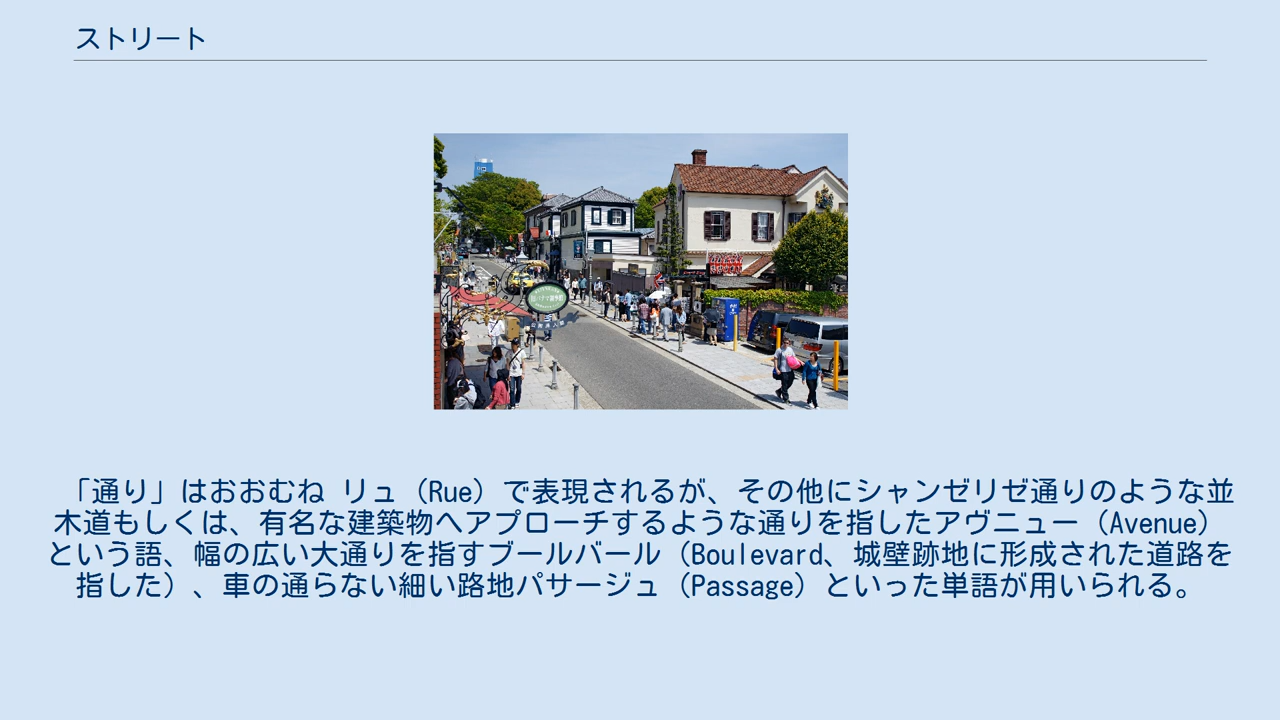 ストリート
「通り」はおおむね リュ（Rue）で表現されるが、その他にシャンゼリゼ通りのような並
木道もしくは、有名な建築物へアプローチするような通りを指したアヴニュー（Avenue）
という語、幅の広い大通りを指すブールバール（Boulevard、城壁跡地に形成された道路を
指した）、車の通らない細い路地パサージュ（Passage）といった単語が用いられる。